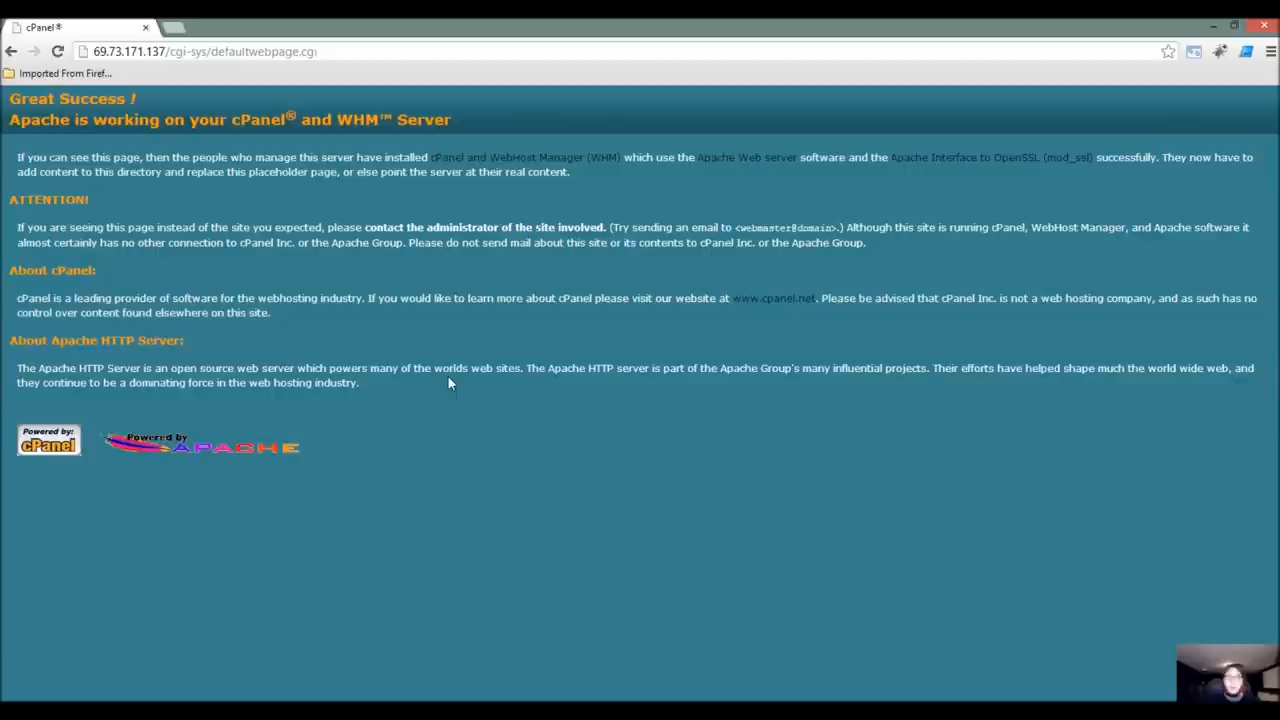 cPanel®
69.73.171.137/cgi-sys/defaultwebpage.cgi
Imported From Firef...
Great Success !
Apache is working on your cPanel® and WHM™ Server
If you can see this page, then the people who manage this server have installed cPanel and WebHost Manager (WHM) which use the Apache Web server software and the Apache Interface to OpenSSL (mod_ssl) successfully. They now have to
add content to this directory and replace this placeholder page, or else point the server at their real content.
ATTENTION!
If you are seeing this page instead of the site you expected, please contact the administrator of the site involved. (Try sending an email to <webmaster@domain>.) Although this site is running cPanel, WebHost Manager, and Apache software it
almost certainly has no other connection to cPanel Inc. or the Apache Group. Please do not send mail about this site or its contents to cPanel Inc. or the Apache Group.
About cPanel:
cPanel is a leading provider of software for the webhosting industry. If you would like to learn more about cPanel please visit our website at www.cpanel.net. Please be advised that cPanel Inc. is not a web hosting company, and as such has no
control over content found elsewhere on this site.
About Apache HTTP Server:
The Apache HTTP Server is an open source web server which powers many of the worlds web sites. The Apache HTTP server is part of the Apache Group's many influential projects. Their efforts have helped shape much the world wide web, and
they continue to be a dominating force in the web hosting industry.
Powered by:
cPanel
Powered by
APACHE